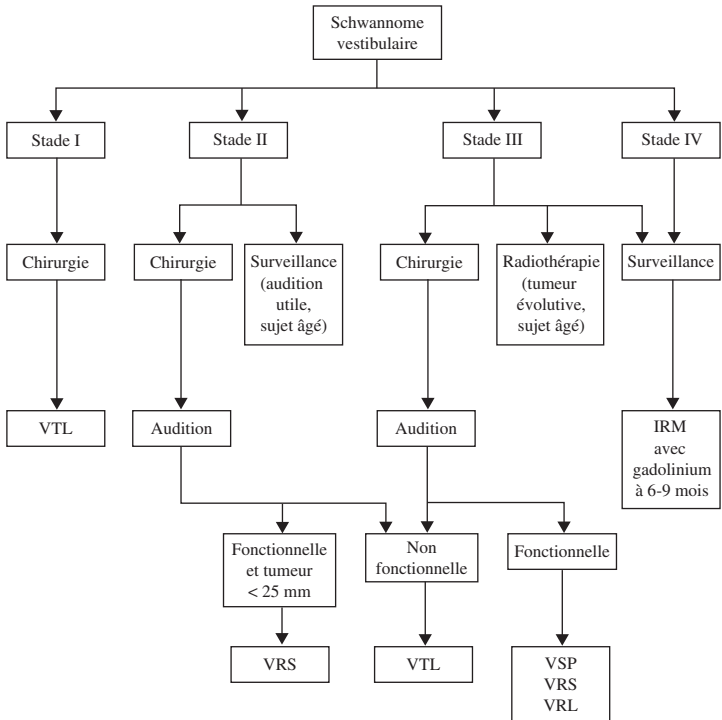 Schwannome
vestibulaire
Stade I
Stade II
Stade III
Stade IV
Chirurgie
Chirurgie
Surveillance
(audition
utile,
sujet âgé)
Chirurgie
Radiothérapie
(tumeur
évolutive,
sujet âgé)
Surveillance
VTL
Audition
Audition
IRM
avec
gadolinium
à 6-9 mois
Fonctionnelle
et tumeur
< 25 mm
Non
fonctionnelle
Fonctionnelle
VRS
VTL
VSP
VRS
VRL